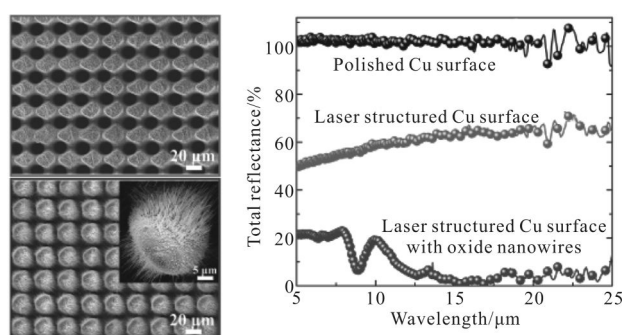 20 μm
5 μm
20 μm
Total reflectance/%
100
80
60
40
20
0
Polished Cu surface
Laser structured Cu surface
Laser structured Cu surface
with oxide nanowires
5
10
15
20
25
Wavelength/μm